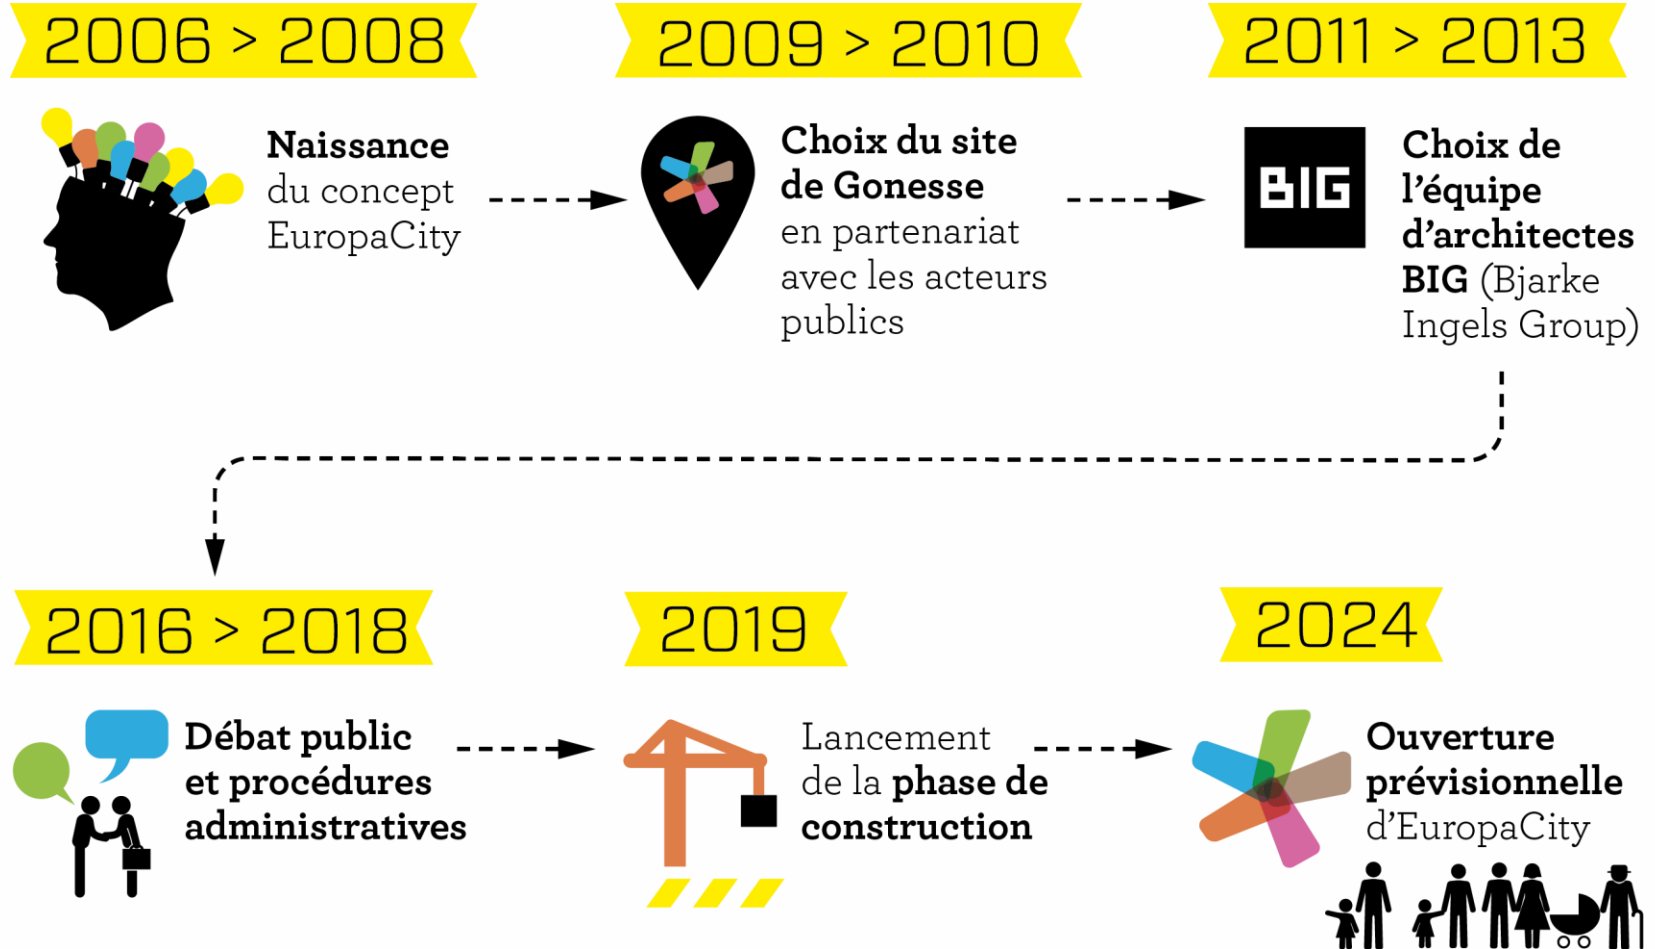 2006 > 2008
Naissance
du concept
EuropaCity
2009 > 2010
Choix du site
de Gonesse
en partenariat
avec les acteurs
publics
2011 > 2013
BIG
Choix de
l’équipe
d’architectes
BIG (Bjarke
Ingels Group)
2016 > 2018
Débat public
et procédures
administratives
2019
Lancement
de la phase de
construction
2024
Ouverture
prévisionnelle
d’EuropaCity